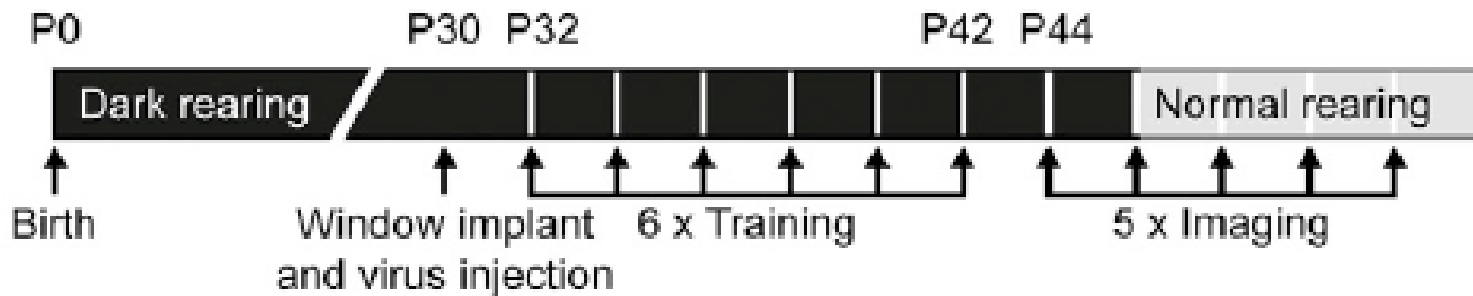 P0 P30 P32 P42 P44
Dark rearing Normal rearing
Birth Window implant 6 x Training 5 x Imaging
and virus injection